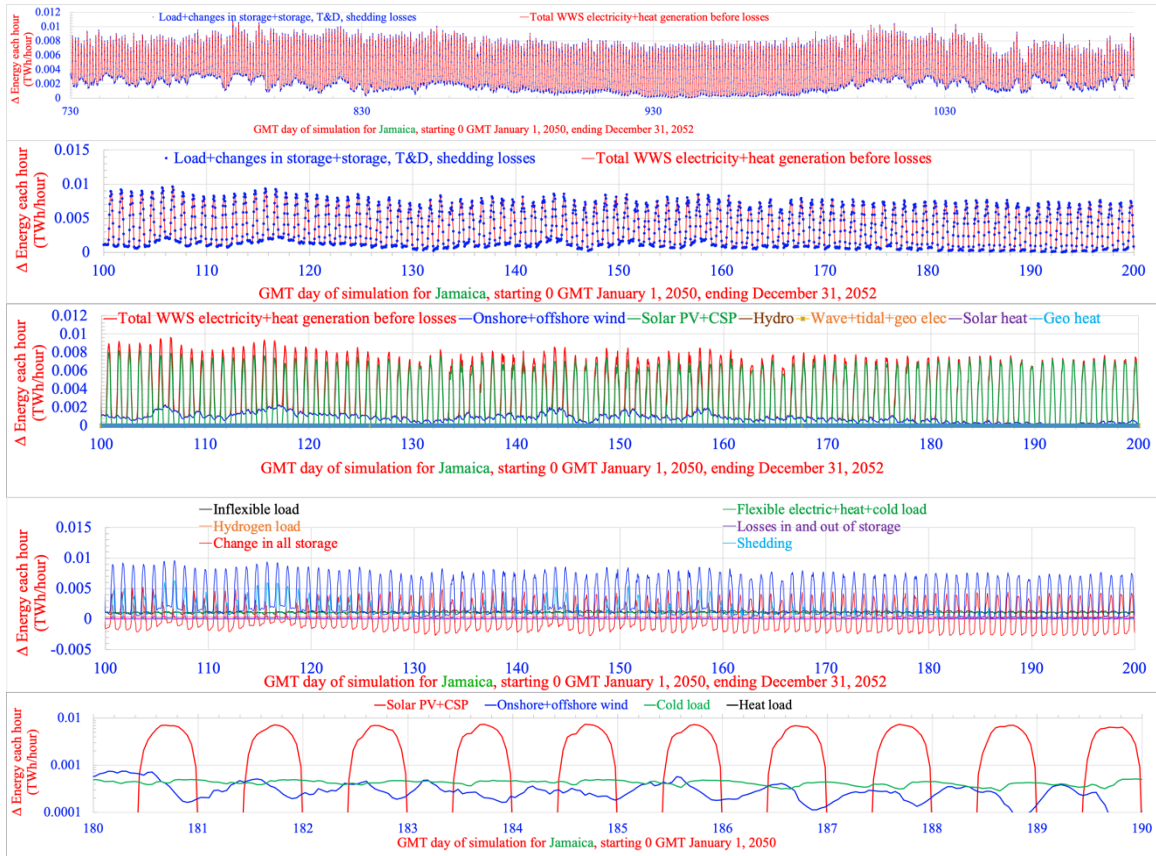 Load+changes in storage+storage, T&D, shedding losses Total WWS electricity+heat generation before losses
Δ Energy each hour
(TWh/hour)
0.012
0.01
0.008
0.006
0.004
0.002
0
730 830 930 1030
GMT day of simulation for Jamaica, starting 0 GMT January 1, 2050, ending December 31, 2052
Load+changes in storage+storage, T&D, shedding losses Total WWS electricity+heat generation before losses
Δ Energy each hour
(TWh/hour)
0.015
0.01
0.005
0
100 110 120 130 140 150 160 170 180 190 200
GMT day of simulation for Jamaica, starting 0 GMT January 1, 2050, ending December 31, 2052
Total WWS electricity+heat generation before losses Onshore+offshore wind Solar PV+CSP Hydro Wave+tidal+geo elec Solar heat Geo heat
Δ Energy each hour
(TWh/hour)
0.012
0.01
0.008
0.006
0.004
0.002
0
100 110 120 130 140 150 160 170 180 190 200
GMT day of simulation for Jamaica, starting 0 GMT January 1, 2050, ending December 31, 2052
Inflexible load Flexible electric+heat+cold load
Hydrogen load Losses in and out of storage
Change in all storage Shedding
Δ Energy each hour
(TWh/hour)
0.015
0.01
0.005
0
-0.005
100 110 120 130 140 150 160 170 180 190 200
GMT day of simulation for Jamaica, starting 0 GMT January 1, 2050, ending December 31, 2052
Solar PV+CSP Onshore+offshore wind Cold load Heat load
Δ Energy each hour
(TWh/hour)
0.01
0.001
0.0001
180 181 182 183 184 185 186 187 188 189 190
GMT day of simulation for Jamaica, starting 0 GMT January 1, 2050